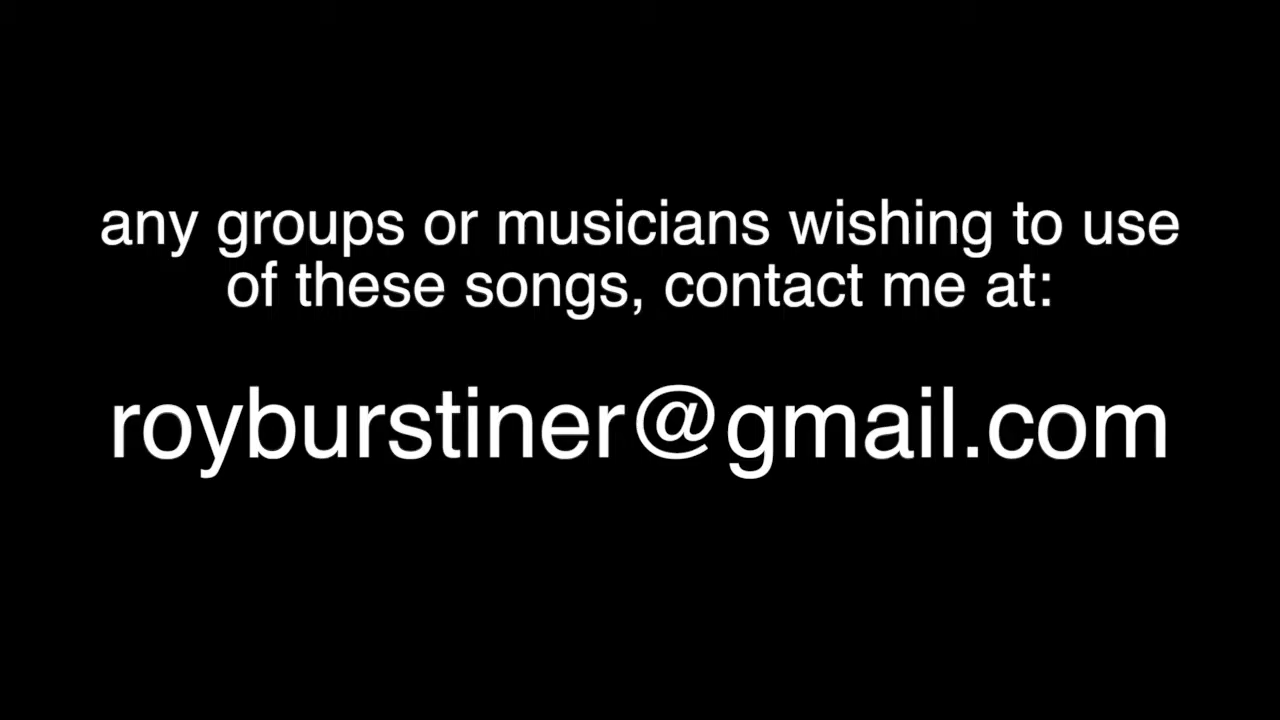 any groups or musicians wishing to use
of these songs, contact me at:
royburstiner@gmail.com